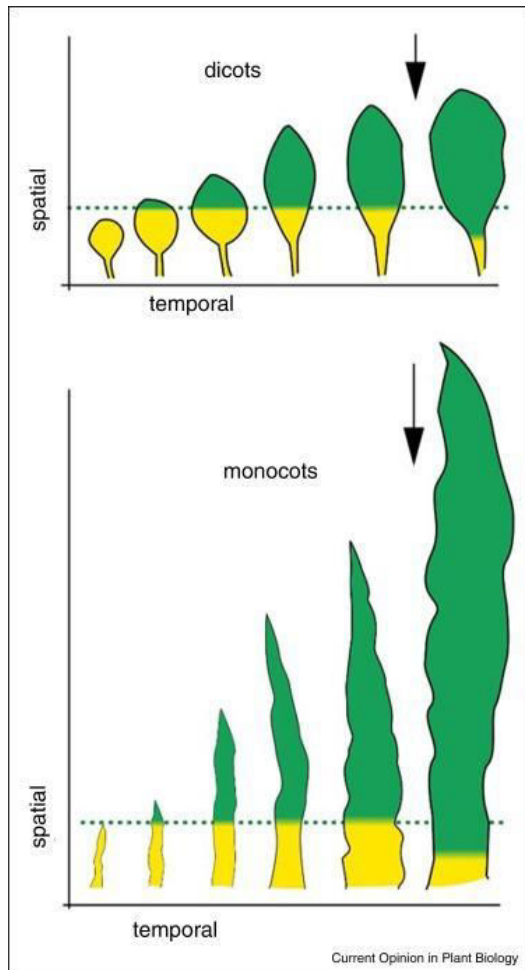 dicots
spatial
temporal
monocots
spatial
temporal
Current Opinion in Plant Biology